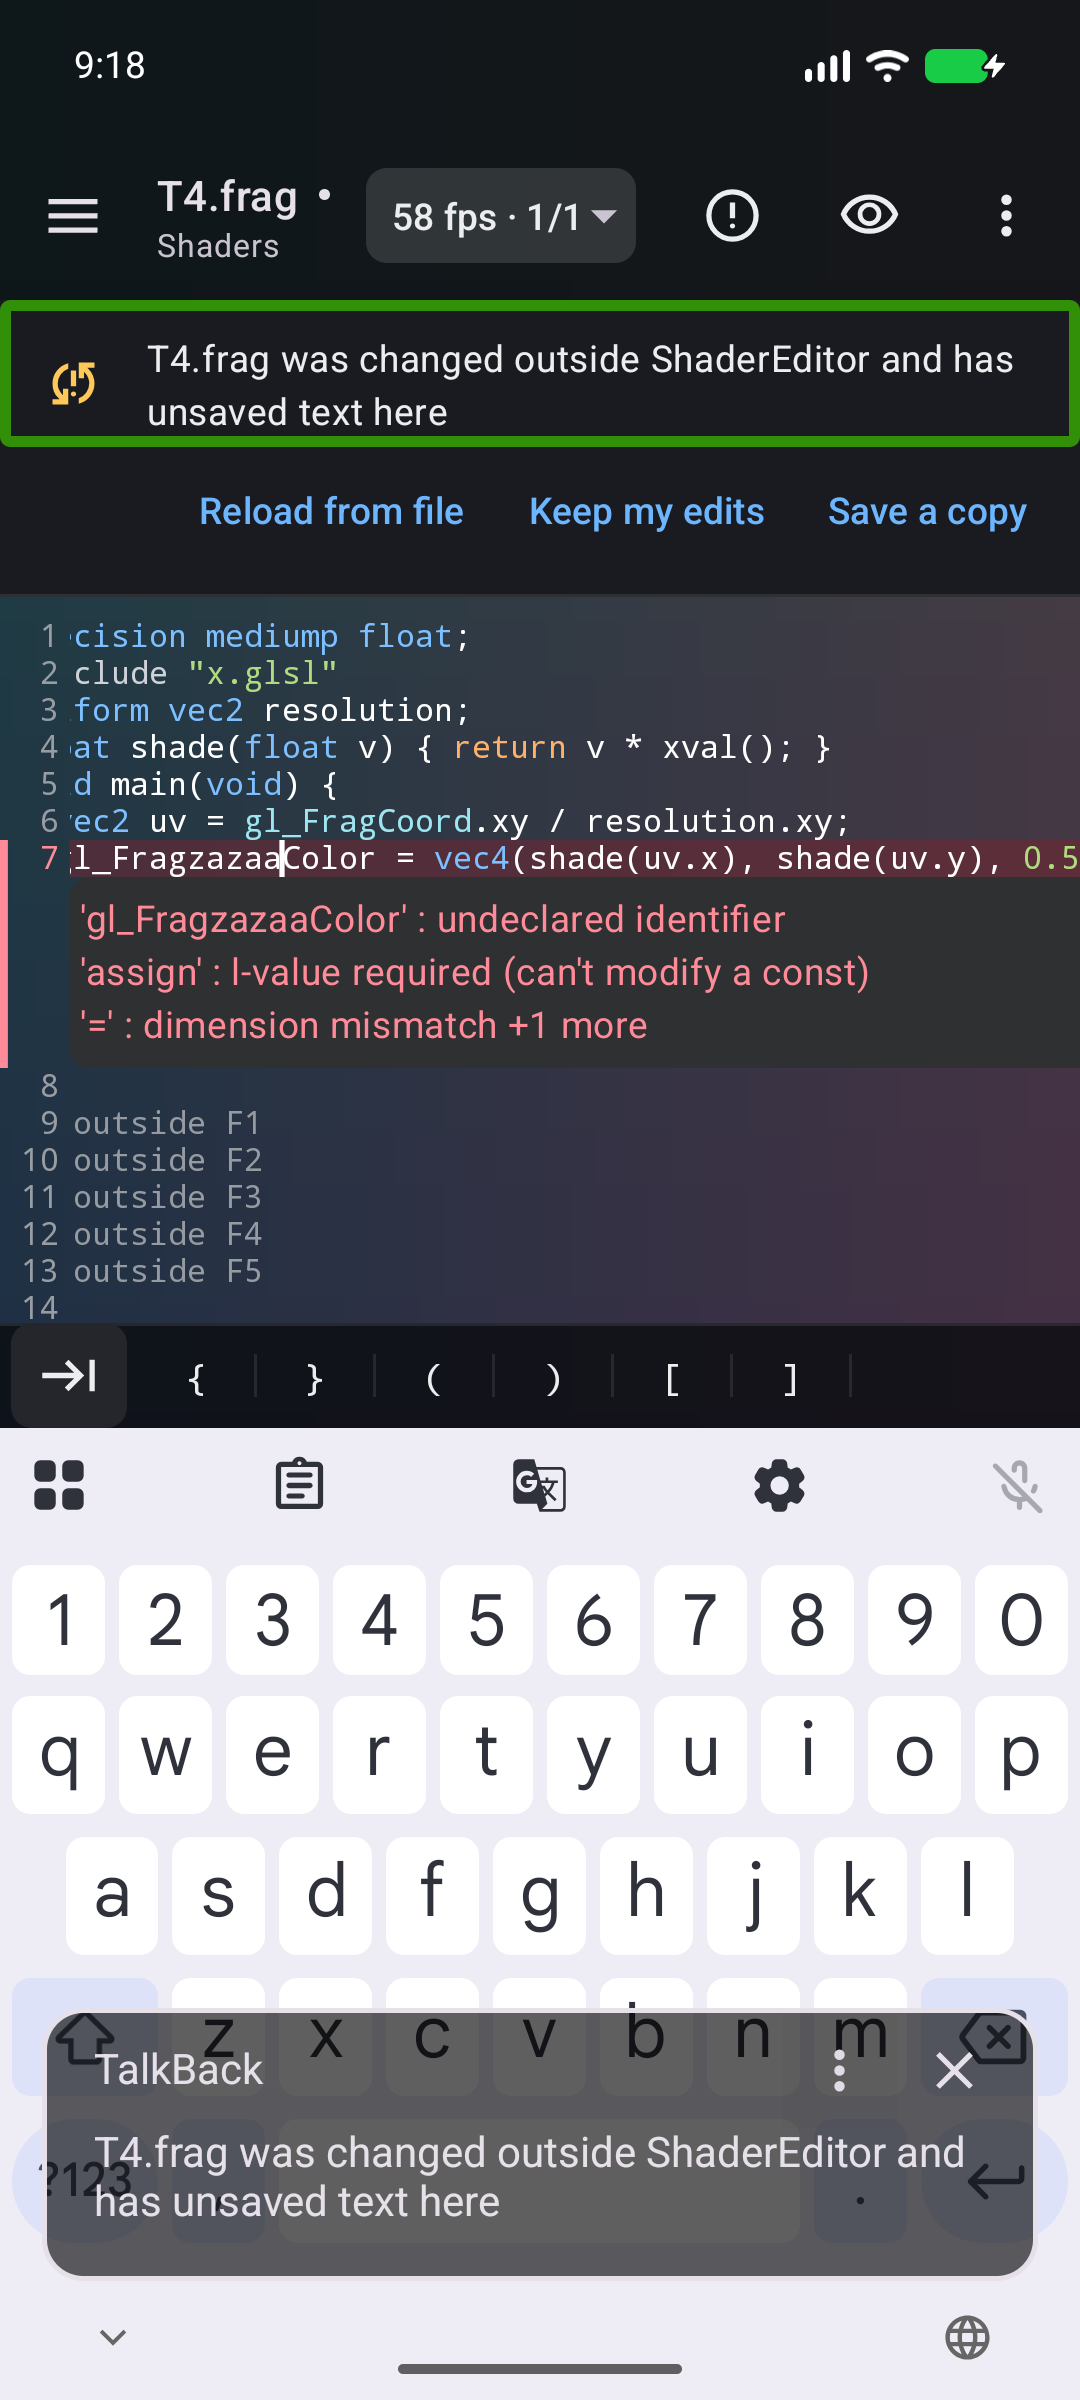 9:18
T4.frag •
Shaders
58 fps · 1/1
T4.frag was changed outside ShaderEditor and has
unsaved text here
Reload from file
Keep my edits
Save a copy
1 cision mediump float;
2 clude "x.glsl"
3 form vec2 resolution;
4 at shade(float v) { return v * xval(); }
5 d main(void) {
6 vec2 uv = gl_FragCoord.xy / resolution.xy;
7 gl_FragzazaaColor = vec4(shade(uv.x), shade(uv.y), 0.5
'gl_FragzazaaColor' : undeclared identifier
'assign' : l-value required (can't modify a const)
'=' : dimension mismatch +1 more
8
9 outside F1
10 outside F2
11 outside F3
12 outside F4
13 outside F5
14
{ } ( ) [ ]
1 2 3 4 5 6 7 8 9 0
q w e r t y u i o p
a s d f g h j k l
z x c v b n m
TalkBack
?123 , .
T4.frag was changed outside ShaderEditor and
has unsaved text here